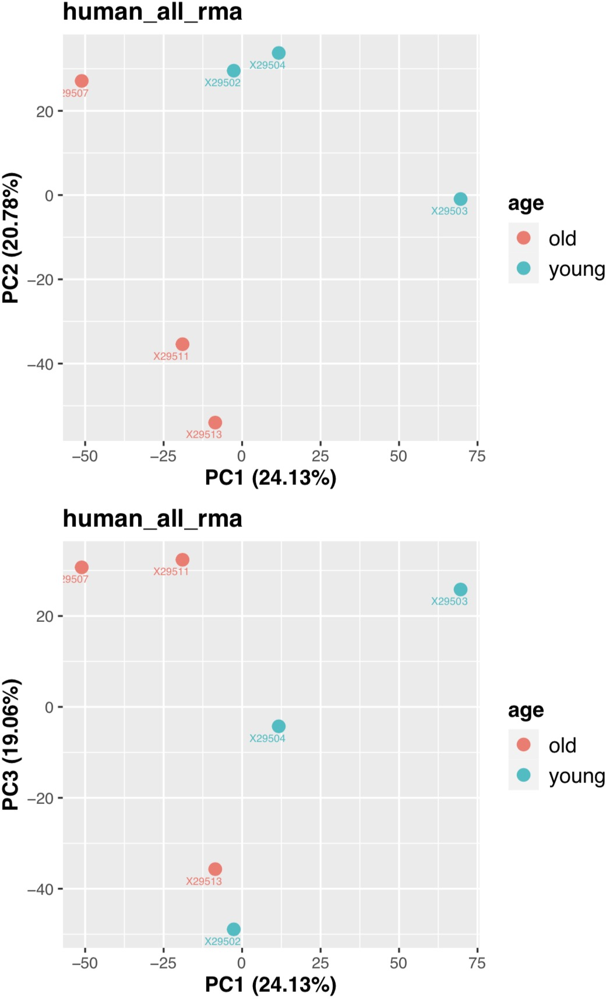 human_all_rma
X29504
X29502
29507
20
0
X29503
−20
X29511
−40
X29513
−50 −25 0 25 50 75
PC1 (24.13%)
PC2 (20.78%)
age
old
young
human_all_rma
X29511
29507
X29503
20
0
X29504
−20
X29513
−40
X29502
−50 −25 0 25 50 75
PC1 (24.13%)
PC3 (19.06%)
age
old
young